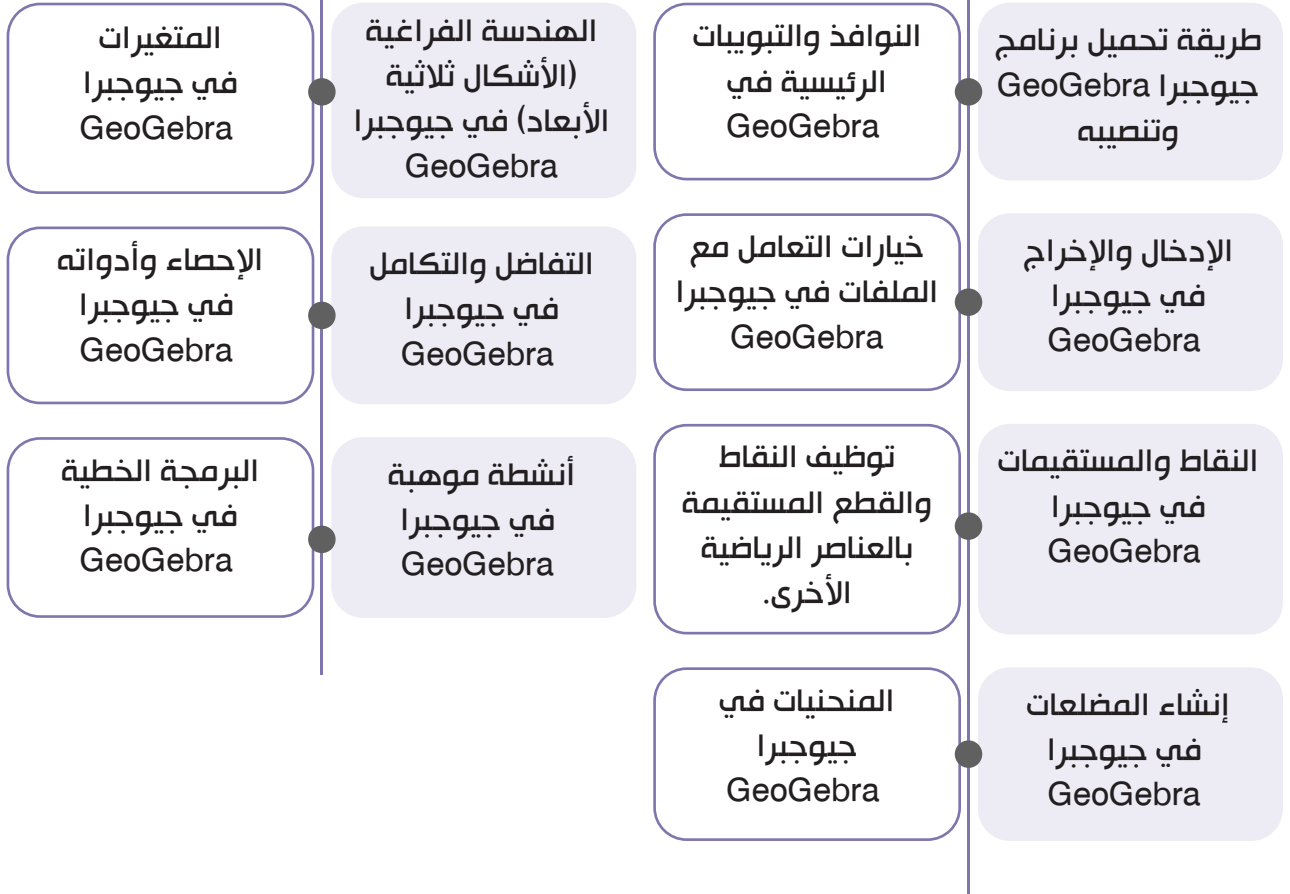 طريقة تحميل برنامج
جيوجبرا GeoGebra
وتنصيبه
النوافذ والتبويبات
الرئيسية في
GeoGebra
الإدخال والإخراج
في جيوجبرا
GeoGebra
خيارات التعامل مع
الملفات في جيوجبرا
GeoGebra
النقاط والمستقيمات
في جيوجبرا
GeoGebra
توظيف النقاط
والقطع المستقيمة
بالعناصر الرياضية
الأخرى.
إنشاء المضلعات
في جيوجبرا
GeoGebra
المنحنيات في
جيوجبرا
GeoGebra
الهندسة الفراغية
(الأشكال ثلاثية
الأبعاد) في جيوجبرا
GeoGebra
المتغيرات
في جيوجبرا
GeoGebra
التفاضل والتكامل
في جيوجبرا
GeoGebra
الإحصاء وأدواته
في جيوجبرا
GeoGebra
أنشطة موهبة
في جيوجبرا
GeoGebra
البرمجة الخطية
في جيوجبرا
GeoGebra